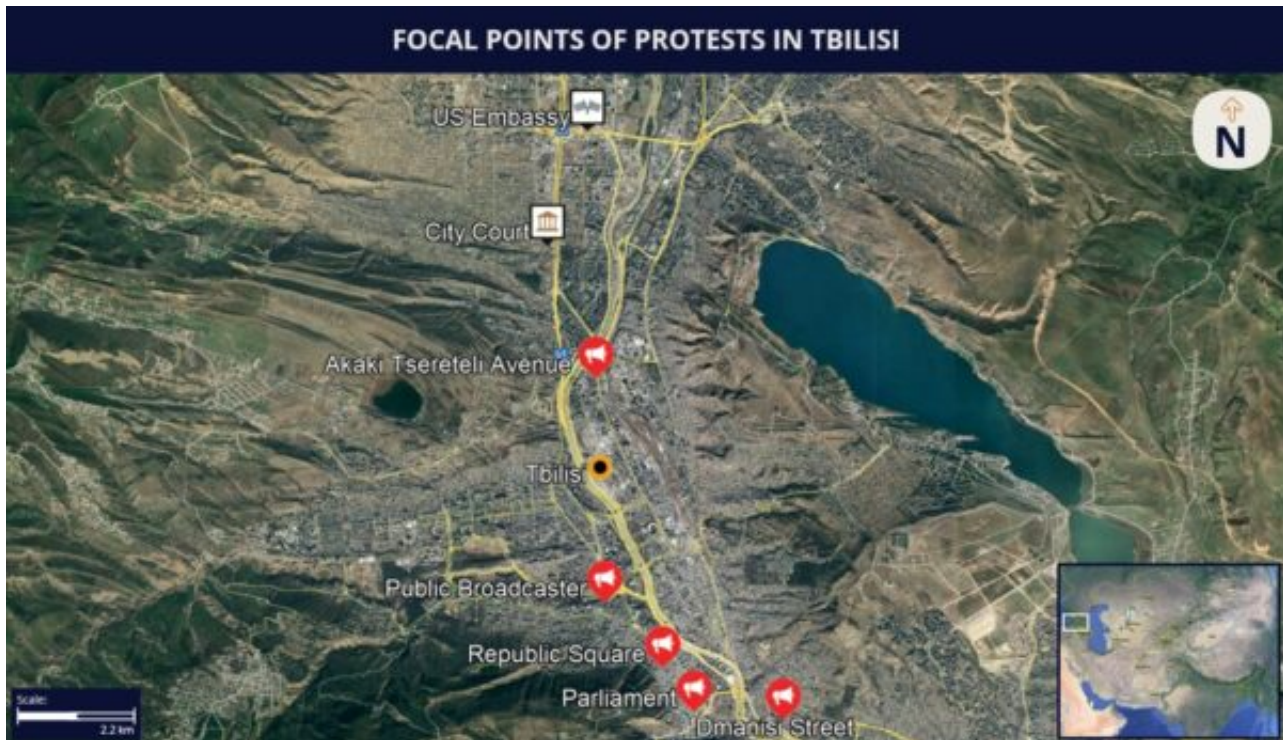 FOCAL POINTS OF PROTESTS IN TBILISI
N
US Embassy
City Court
Akaki Tsereteli Avenue
Tbilis
Public Broadcaster
Republic Square
Parliament
Dmanisi Street
Scale:
2.2 km